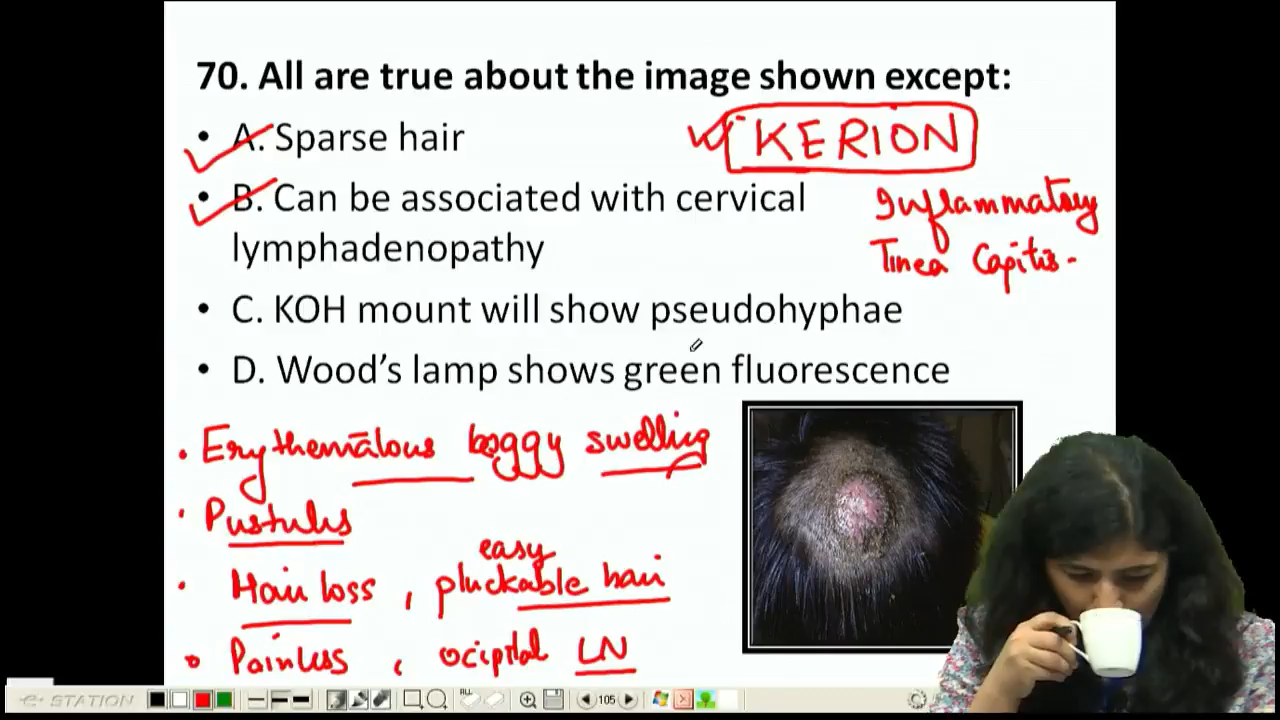 70. All are true about the image shown except:
• A. Sparse hair
KERION
• B. Can be associated with cervical
lymphadenopathy
Inflammatory
Tinea Capitis.
• C. KOH mount will show pseudohyphae
• D. Wood's lamp shows green fluorescence
• Erythematous boggy swelling
• Pustules
easy
• Hair loss, pluckable hair
• Painless, ocipital LN
e-STATION
ALL
105